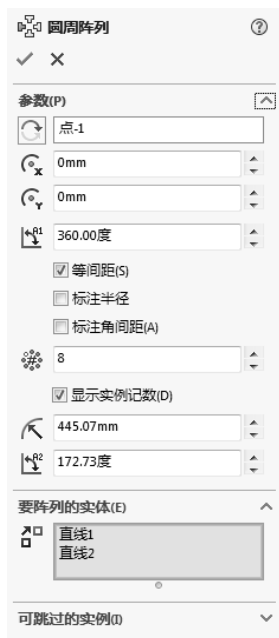 圆周阵列
参数(P)
点-1
0mm
0mm
360.00度
等间距(S)
标注半径
标注角间距(A)
8
显示实例记数(D)
445.07mm
172.73度
要阵列的实体(E)
直线1
直线2
可跳过的实例(I)